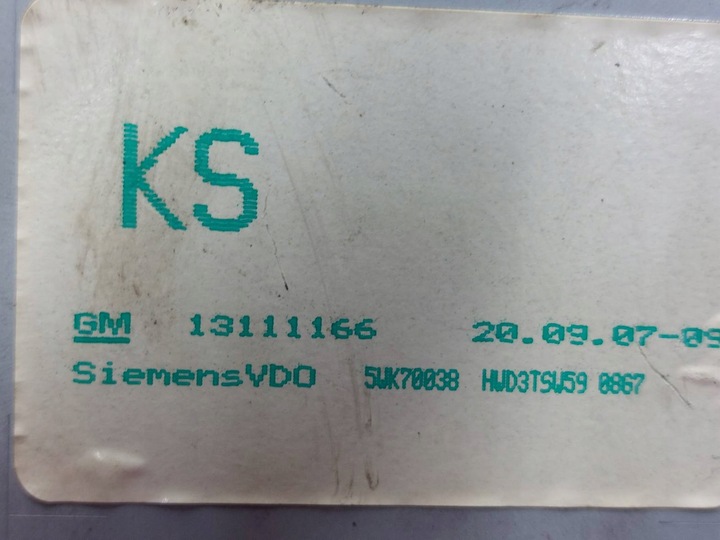 KS
GM 13111166 20.09.07-09
SiemensVDO 5WK70038 HWD3TSW59 0867